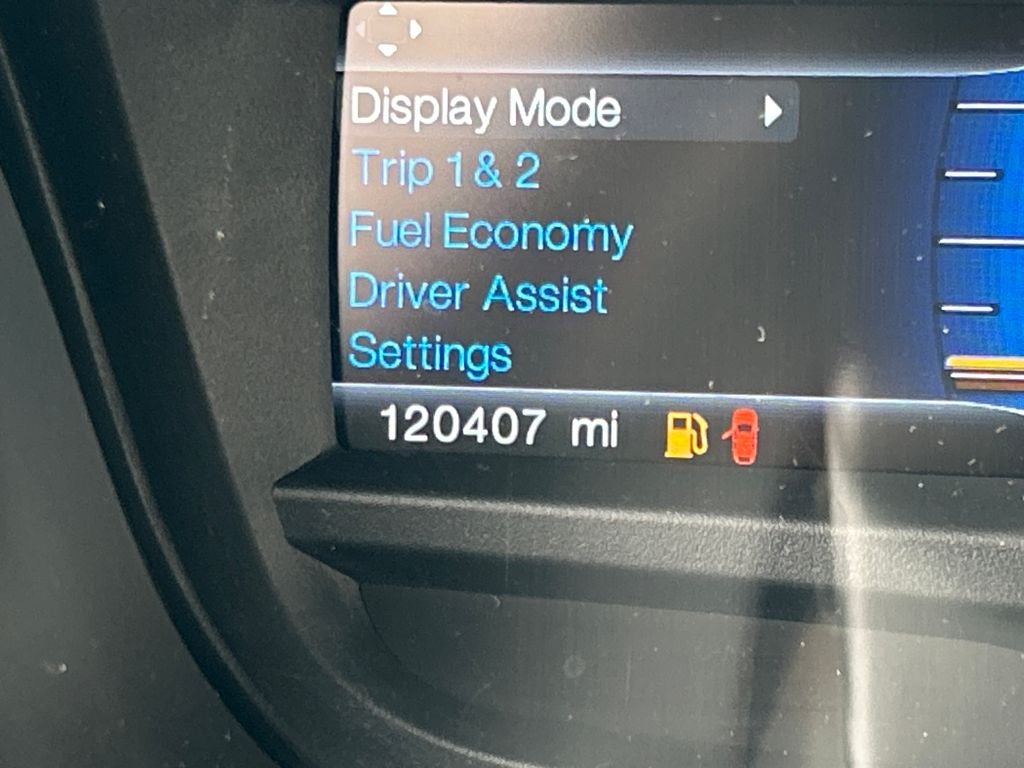 Display Mode
Trip 1 & 2
Fuel Economy
Driver Assist
Settings
120407 mi